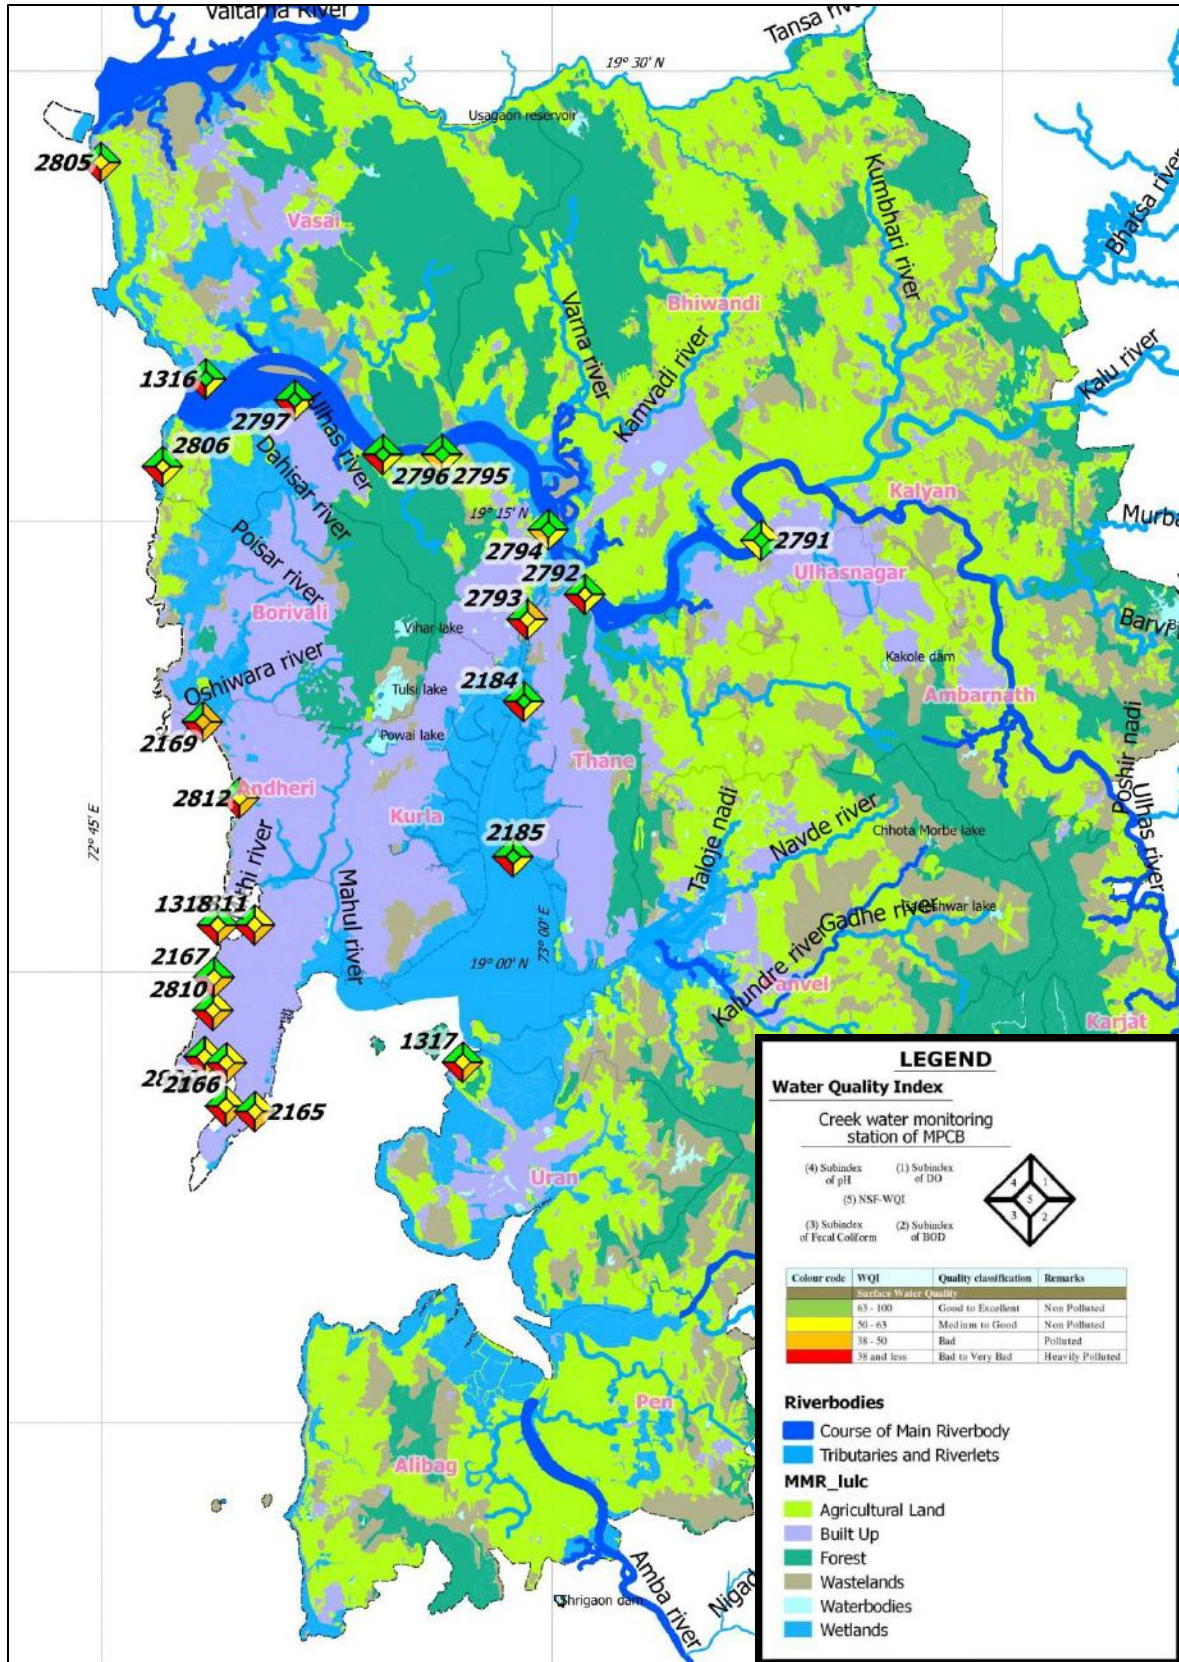 Vaitarna River
Tansa river
19° 30' N
Usagaon reservoir
2805
Kumbhari river
Bhatsa river
Vasai
Varna river
Bhiwandi
Kamvadi river
Kalu river
1316
2797
Ulhas river
2806
Dahisar river
2796
2795
Kalyan
19° 15' N
2794
2791
Murba
Poisar river
2792
Ulhasnagar
2793
Borivali
Vihar lake
Barvi
Kakole dam
Oshiwara river
Tulsi lake
2184
Ambarnath
2169
Powai lake
Thane
Poshir nadi
2812
Andheri
Kurla
Taloje nadi
Navde river
Chhota Morbe lake
72° 45' E
2185
Ulhas river
thi river
Mahul river
1318
811
73° 00' E
Gadhe river
2167
19° 00' N
Kalundre river
anvel
2810
Karjat
1317
2166
2165
Uran
Pen
Alibag
Amba river
Shrigaon dam
Nigad
LEGEND
Water Quality Index
Creek water monitoring
station of MPCB
(4) Subindex
of pH
(1) Subindex
of DO
(5) NSF-WQI
(3) Subindex
of Fecal Coliform
(2) Subindex
of BOD
4 1
5
3 2
Colour code WQI Quality classification Remarks
Surface Water Quality
63 - 100 Good to Excellent Non Polluted
50 - 63 Medium to Good Non Polluted
38 - 50 Bad Polluted
38 and less Bad to Very Bad Heavily Polluted
Riverbodies
Course of Main Riverbody
Tributaries and Riverlets
MMR_lulc
Agricultural Land
Built Up
Forest
Wastelands
Waterbodies
Wetlands